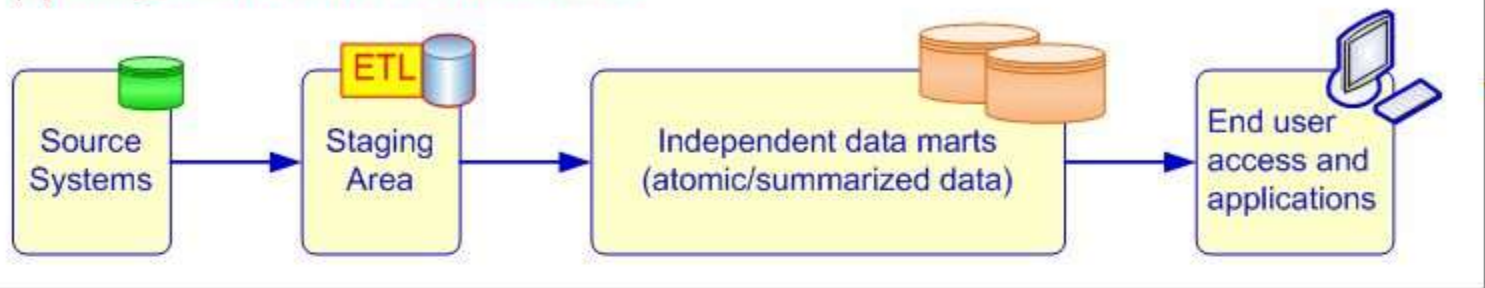 ETL
Source
Systems
Staging
Area
Independent data marts
(atomic/summarized data)
End user
access and
applications